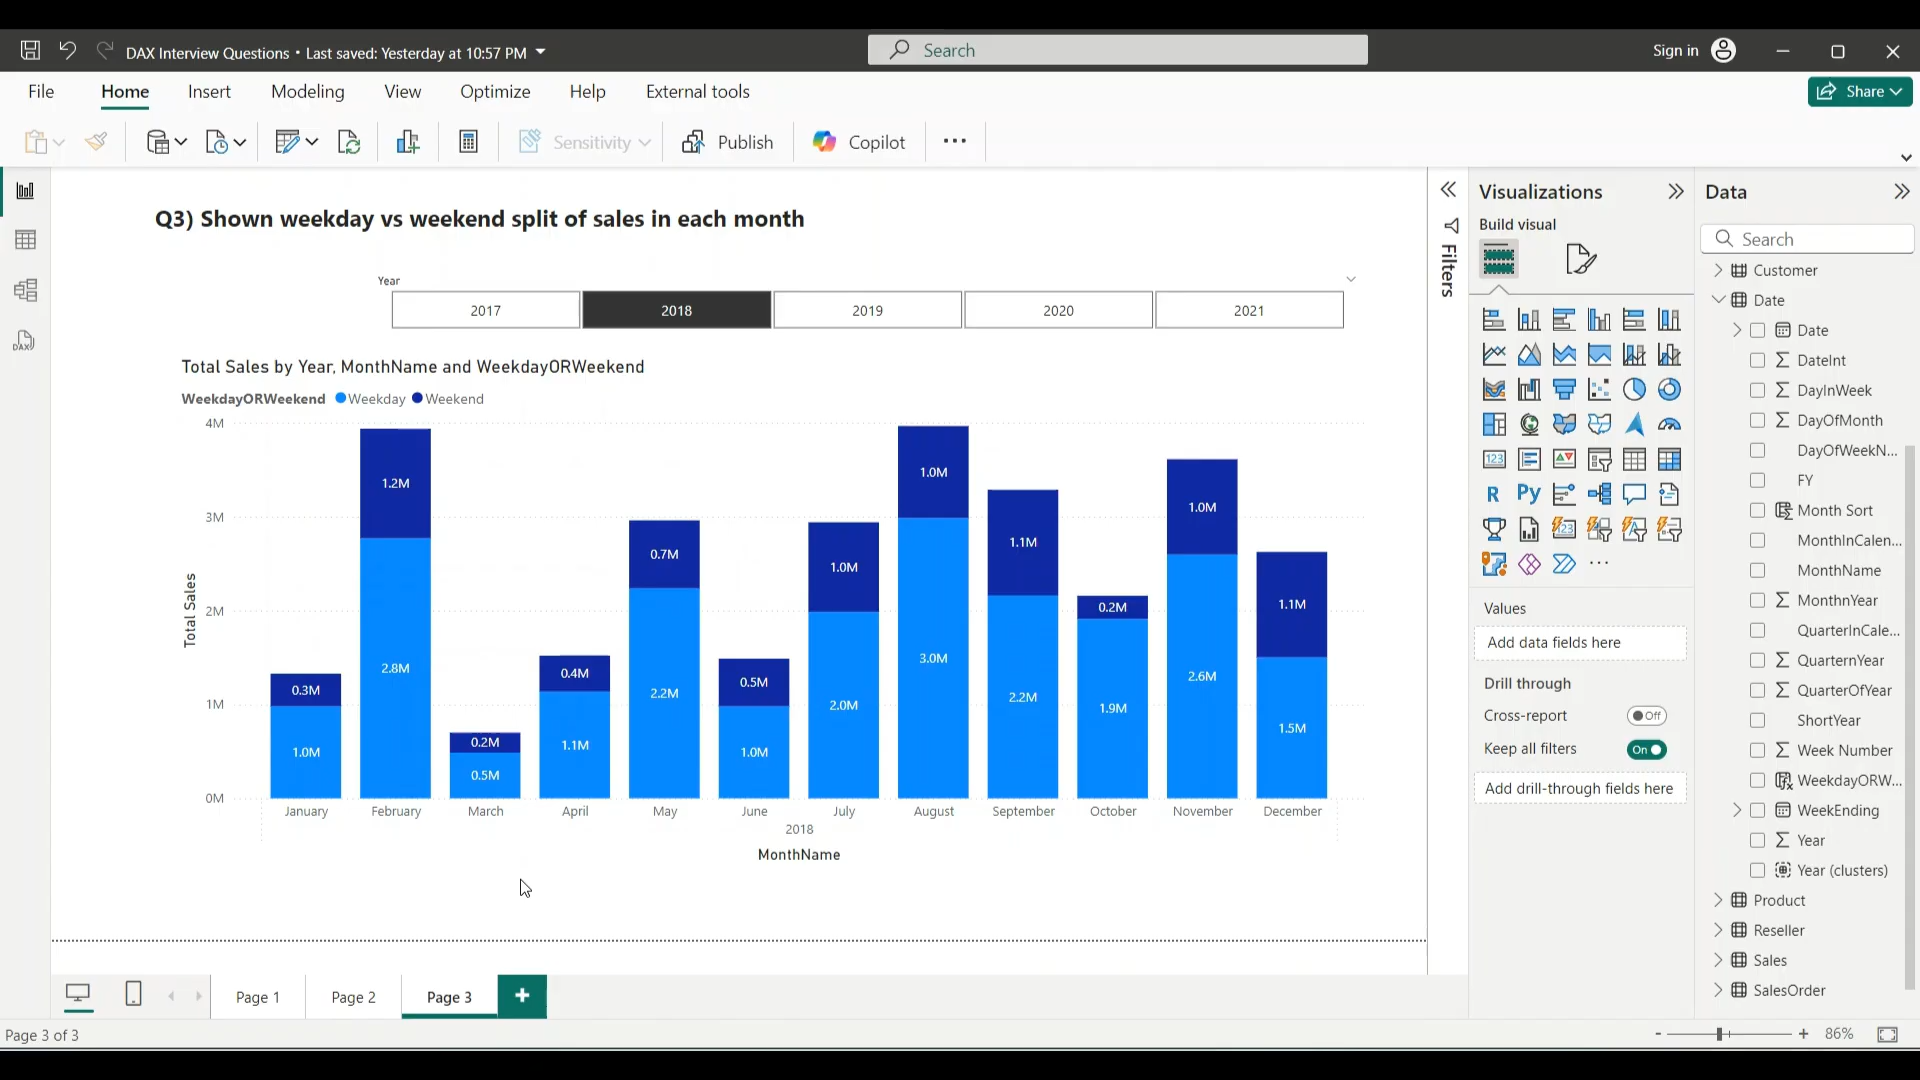 DAX Interview Questions • Last saved: Yesterday at 10:57 PM
Search
Sign in
File Home Insert Modeling View Optimize Help External tools
Share
Sensitivity
Publish
Copilot
Q3) Shown weekday vs weekend split of sales in each month
Year
2017 2018 2019 2020 2021
Total Sales by Year, MonthName and WeekdayORWeekend
WeekdayORWeekend Weekday Weekend
Total Sales
4M
3M
2M
1M
0M
0.3M
1.0M
1.2M
2.8M
0.2M
0.5M
0.4M
1.1M
0.7M
2.2M
0.5M
1.0M
1.0M
2.0M
1.0M
3.0M
1.1M
2.2M
0.2M
1.9M
1.0M
2.6M
1.1M
1.5M
January February March April May June July August September October November December
2018
MonthName
Filters
Visualizations
Build visual
123
R
Py
123
Values
Add data fields here
Drill through
Cross-report Off
Keep all filters On
Add drill-through fields here
Data
Search
Customer
Date
Date
DateInt
DayInWeek
DayOfMonth
DayOfWeekN...
FY
Month Sort
MonthInCalen...
MonthName
MonthnYear
QuarterInCale...
QuarternYear
QuarterOfYear
ShortYear
Week Number
WeekdayORW...
WeekEnding
Year
Year (clusters)
Product
Reseller
Sales
SalesOrder
DAX
Page 1 Page 2 Page 3
Page 3 of 3
86%